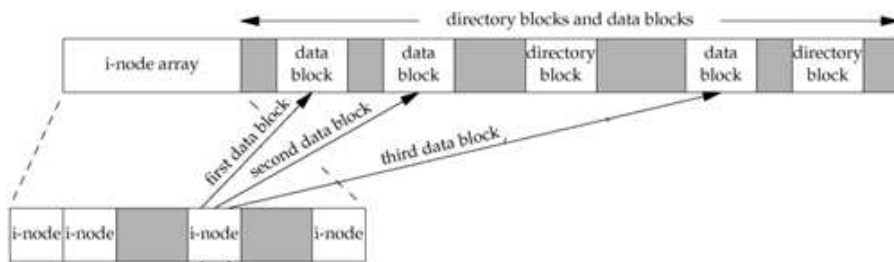 directory blocks and data blocks
i-node array
data
block
data
block
directory
block
data
block
directory
block
first data block
second data block
third data block
i-node
i-node
i-node
i-node